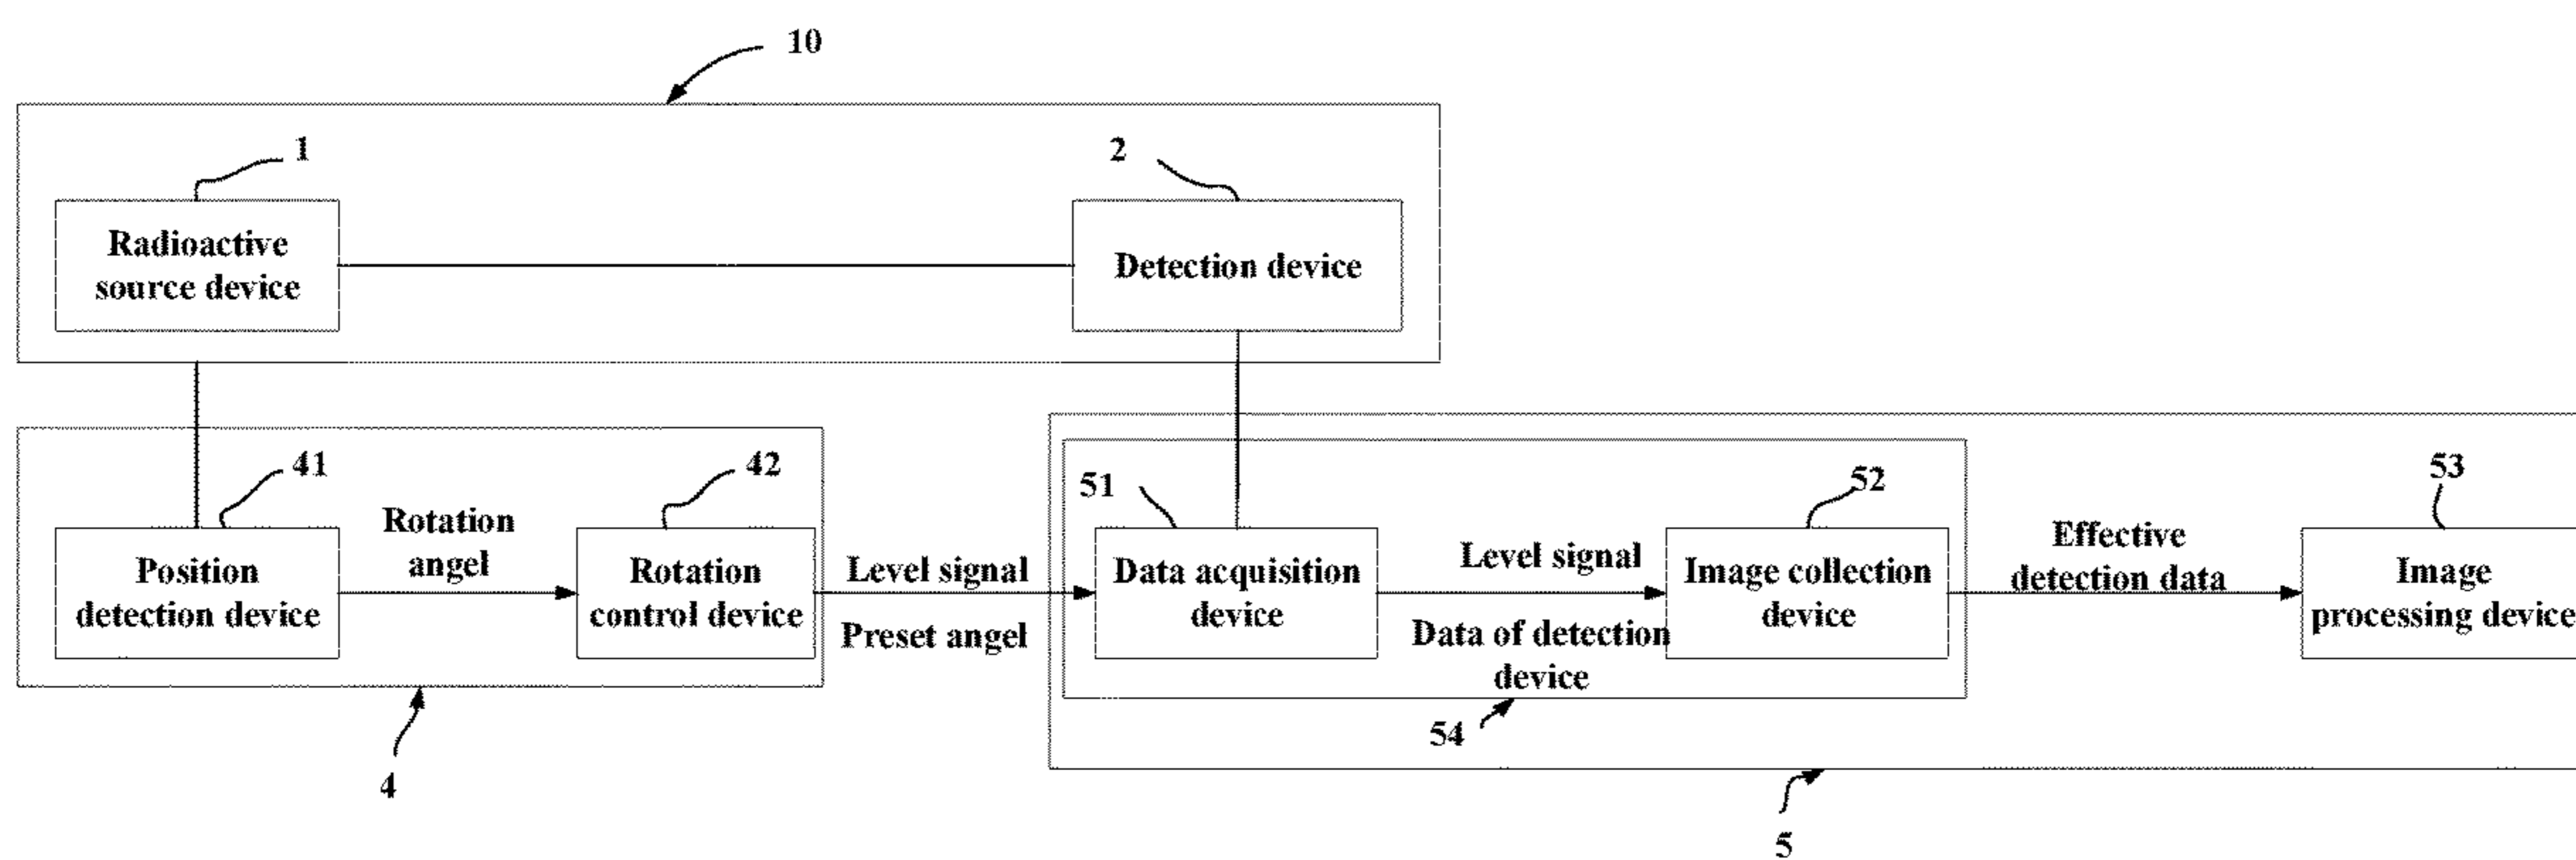 10
1
2
Radioactive
source device
Detection device
41
42
51
52
53
Rotation
angel
Position
detection device
Rotation
control device
Level signal
Preset angel
Data acquisition
device
Level signal
Data of detection
device
Image collection
device
Effective
detection data
Image
processing device
54
4
5